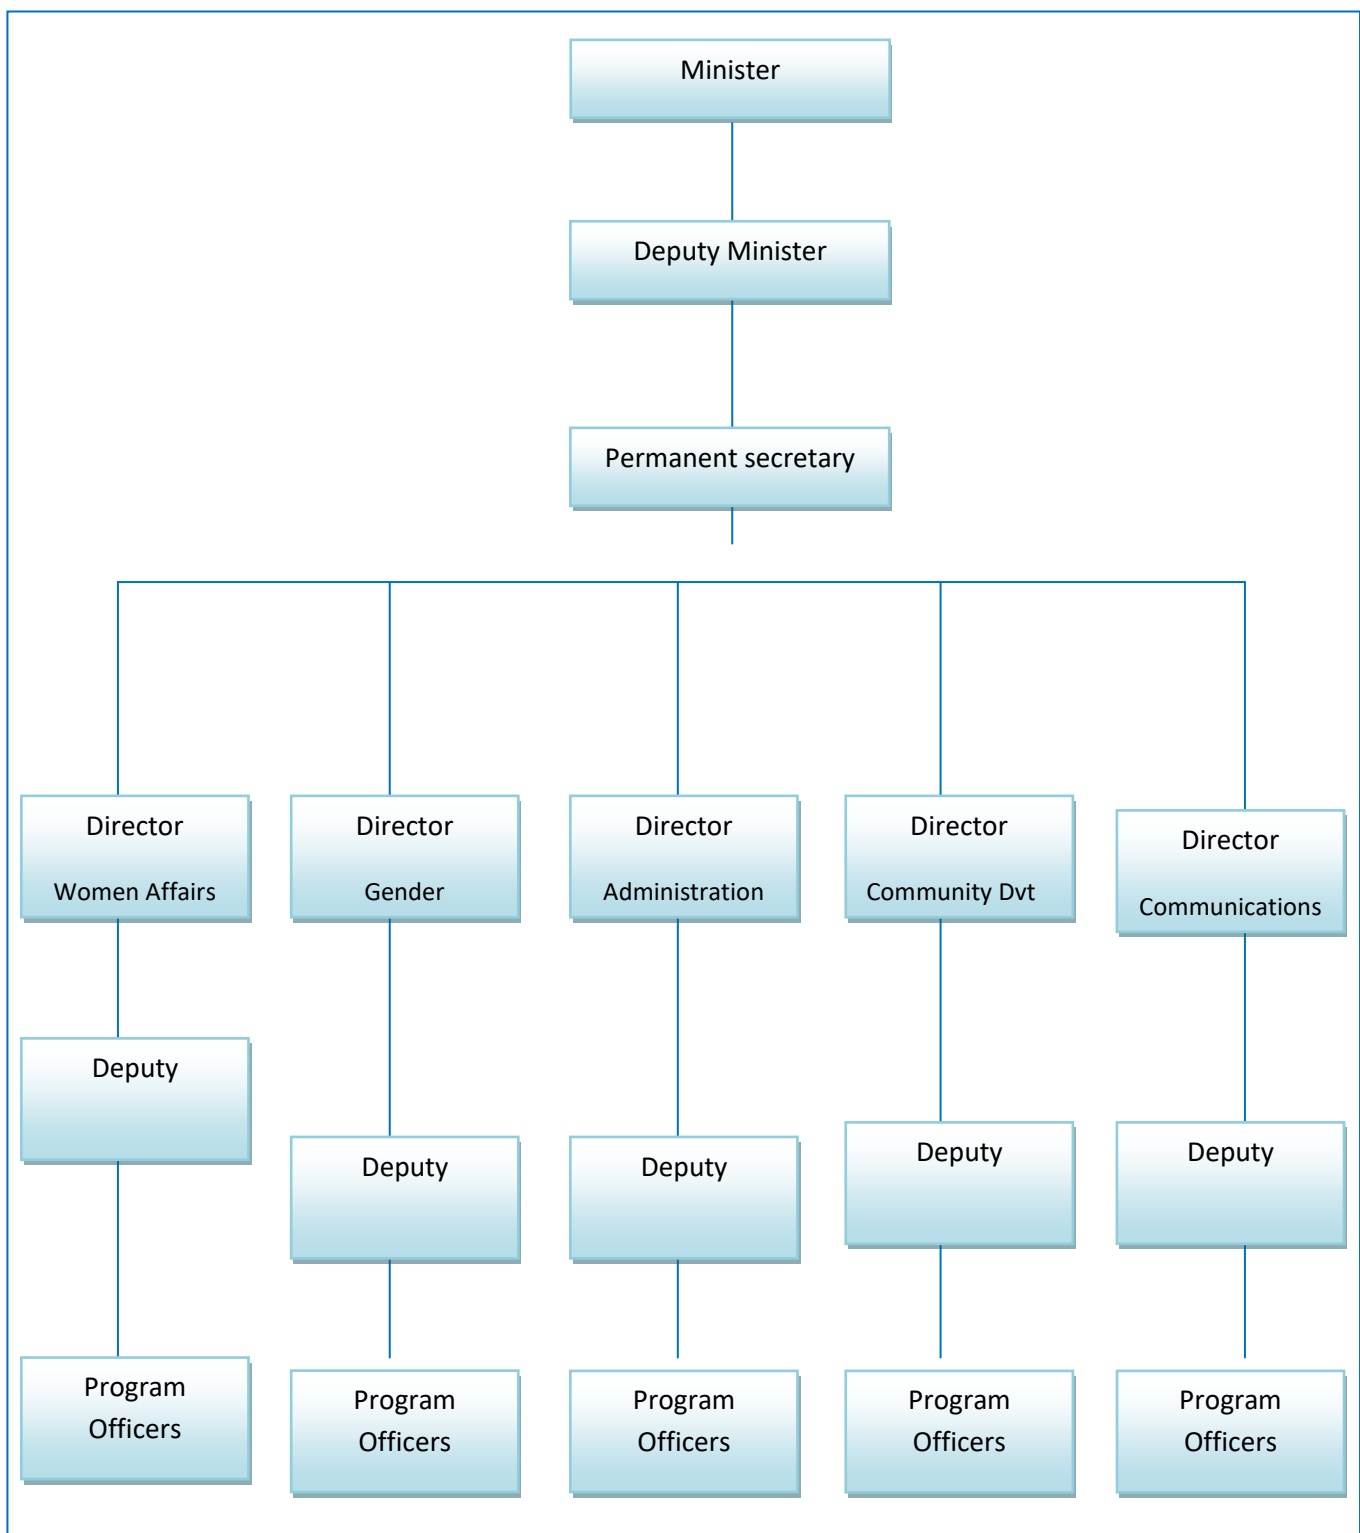 Minister
Deputy Minister
Permanent secretary
Director
Women Affairs
Director
Gender
Director
Administration
Director
Community Dvt
Director
Communications
Deputy
Deputy
Deputy
Deputy
Deputy
Program
Officers
Program
Officers
Program
Officers
Program
Officers
Program
Officers